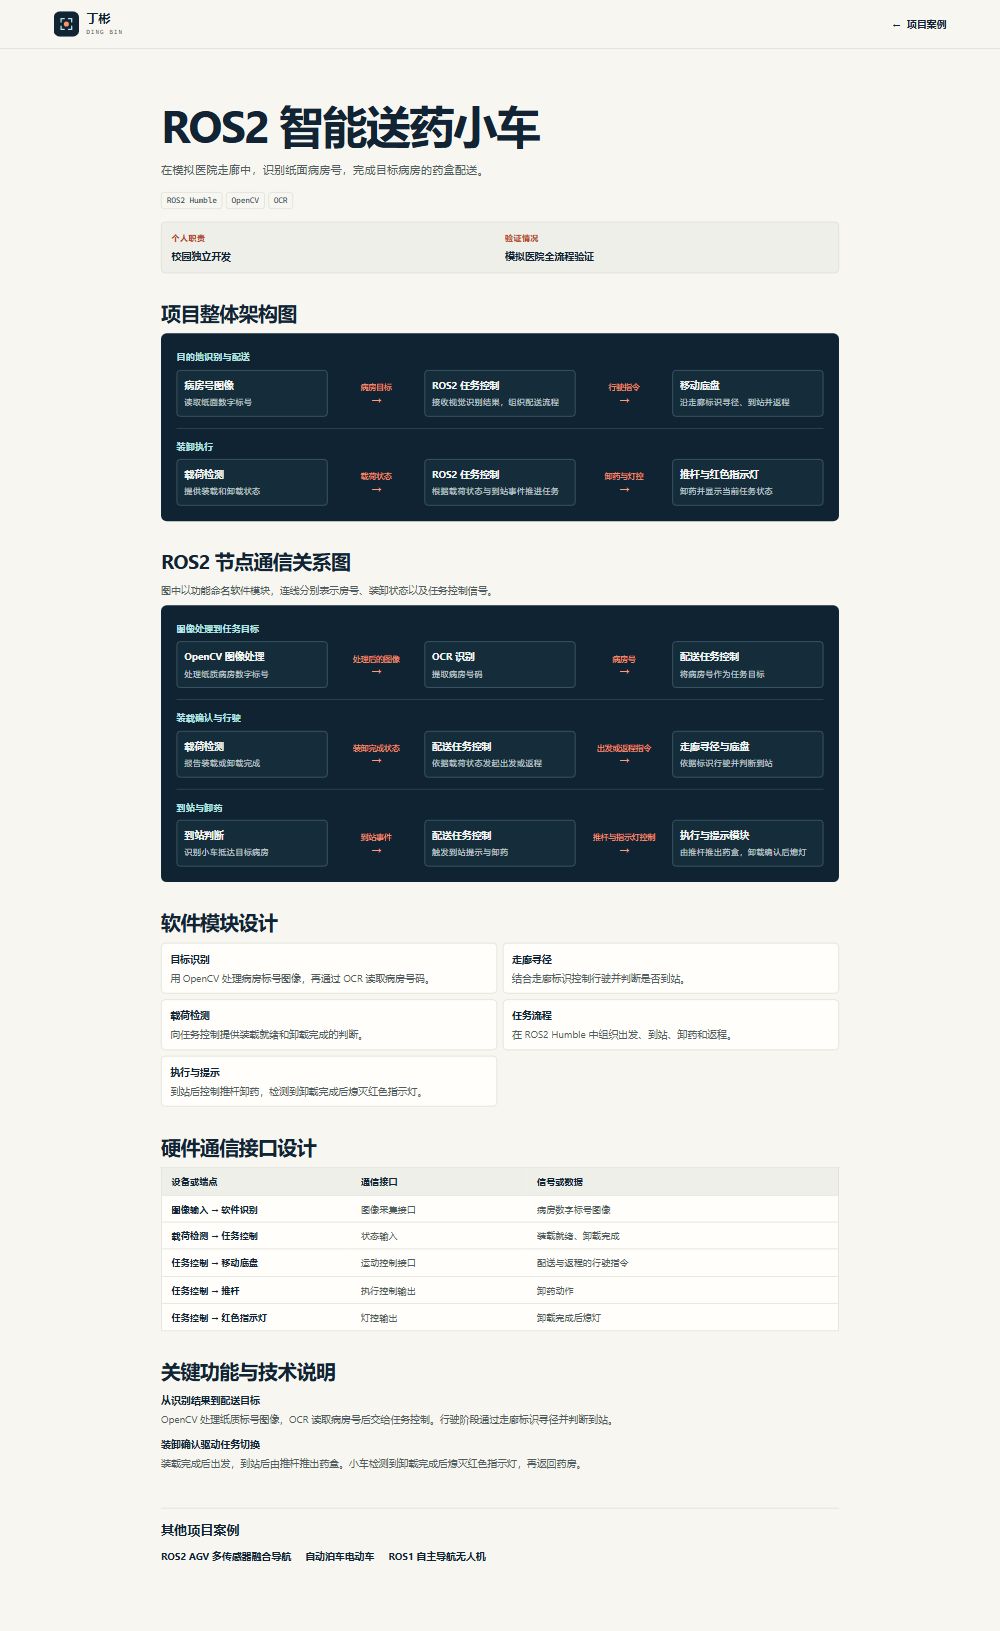 丁彬
DING BIN
← 项目案例
ROS2 智能送药小车
在模拟医院走廊中，识别纸面病房号，完成目标病房的药盒配送。
ROS2 Humble OpenCV OCR
个人职责 验证情况
校园独立开发 模拟医院全流程验证
项目整体架构图
目的地识别与配送
病房号图像 病房目标 ROS2 任务控制 行驶指令 移动底盘
读取纸面数字标号 → 接收视觉识别结果，组织配送流程 → 沿走廊标识寻径、到站并返程
装卸执行
载荷检测 载荷状态 ROS2 任务控制 卸药与灯控 推杆与红色指示灯
提供装载和卸载状态 → 根据载荷状态与到站事件推进任务 → 卸药并显示当前任务状态
ROS2 节点通信关系图
图中以功能命名软件模块，连线分别表示房号、装卸状态以及任务控制信号。
图像处理到任务目标
OpenCV 图像处理 处理后的图像 OCR 识别 病房号 配送任务控制
处理纸质病房数字标号 → 提取病房号码 → 将病房号作为任务目标
装载确认与行驶
载荷检测 装卸完成状态 配送任务控制 出发或返程指令 走廊寻径与底盘
报告装载或卸载完成 → 依据载荷状态发起出发或返程 → 依据标识行驶并判断到站
到站与卸药
到站判断 到站事件 配送任务控制 推杆与指示灯控制 执行与提示模块
识别小车抵达目标病房 → 触发到站提示与卸药 → 由推杆推出药盒，卸载确认后熄灯
软件模块设计
目标识别 走廊寻径
用 OpenCV 处理病房标号图像，再通过 OCR 读取病房号码。 结合走廊标识控制行驶并判断是否到站。
载荷检测 任务流程
向任务控制提供装载就绪和卸载完成的判断。 在 ROS2 Humble 中组织出发、到站、卸药和返程。
执行与提示
到站后控制推杆卸药，检测到卸载完成后熄灭红色指示灯。
硬件通信接口设计
设备或端点 通信接口 信号或数据
图像输入 → 软件识别 图像采集接口 病房数字标号图像
载荷检测 → 任务控制 状态输入 装载就绪、卸载完成
任务控制 → 移动底盘 运动控制接口 配送与返程的行驶指令
任务控制 → 推杆 执行控制输出 卸药动作
任务控制 → 红色指示灯 灯控输出 卸载完成后熄灯
关键功能与技术说明
从识别结果到配送目标
OpenCV 处理纸质标号图像，OCR 读取病房号后交给任务控制。行驶阶段通过走廊标识寻径并判断到站。
装卸确认驱动任务切换
装载完成后出发，到站后由推杆推出药盒。小车检测到卸载完成后熄灭红色指示灯，再返回药房。
其他项目案例
ROS2 AGV 多传感器融合导航 自动泊车电动车 ROS1 自主导航无人机